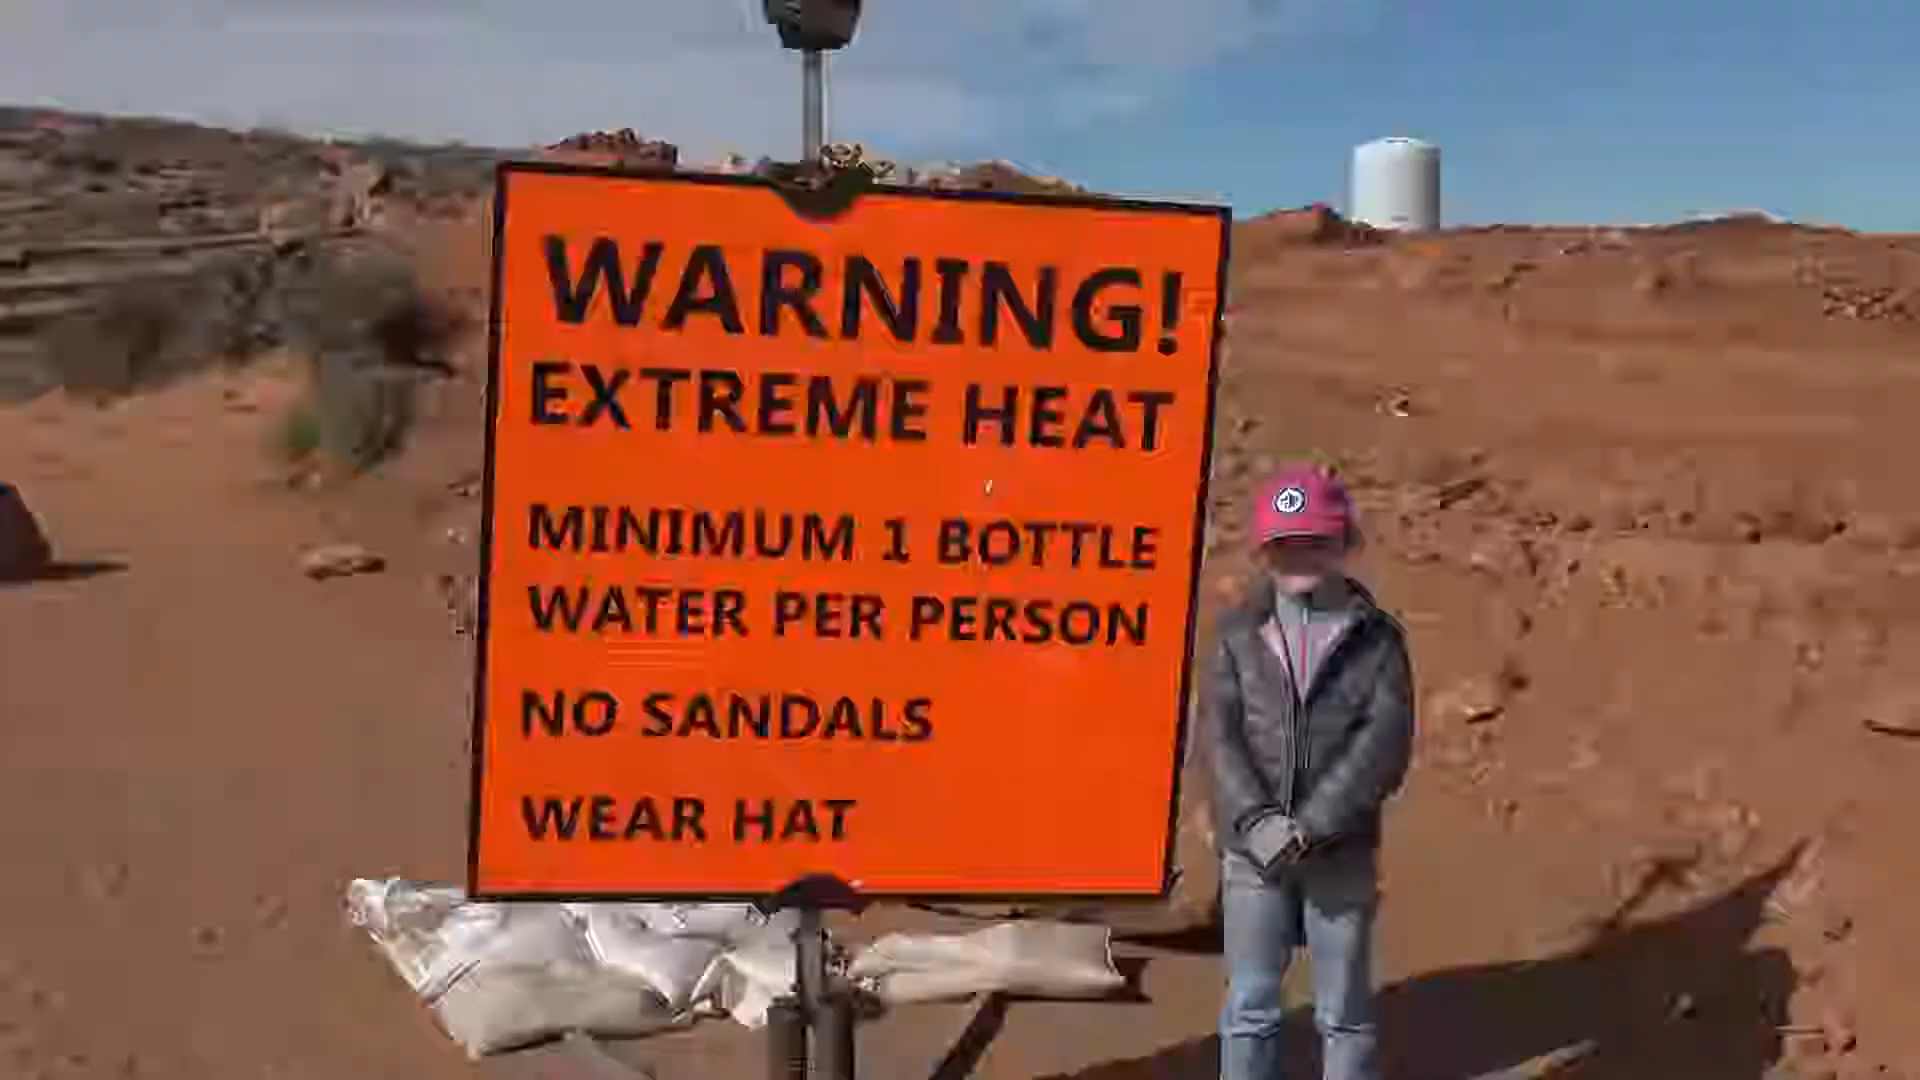 WARNING!
EXTREME HEAT
MINIMUM 1 BOTTLE
WATER PER PERSON
NO SANDALS
WEAR HAT